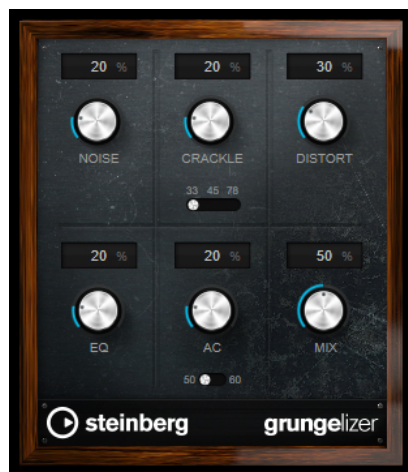 20 %
20 %
30 %
NOISE
CRACKLE
DISTORT
33 45 78
20 %
20 %
50 %
EQ
AC
MIX
50 60
steinberg
grungelizer